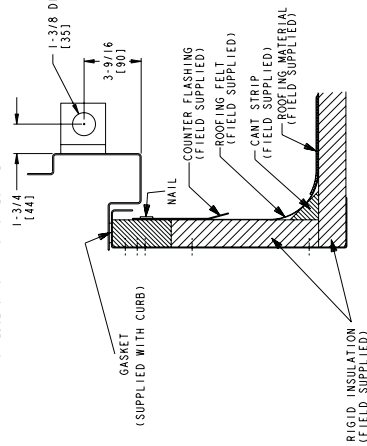 1-3/8 DI
3-9/16
[35]
[90]
1-3/4
[44]
GASKET
(SUPPLIED WITH CURB)
NAIL
COUNTER FLASHING
(FIELD SUPPLIED)
ROOFING FELT
(FIELD SUPPLIED)
CANT STRIP
(FIELD SUPPLIED)
ROOFING MATERIAL
(FIELD SUPPLIED)
RIGID INSULATION
(FIELD SUPPLIED)